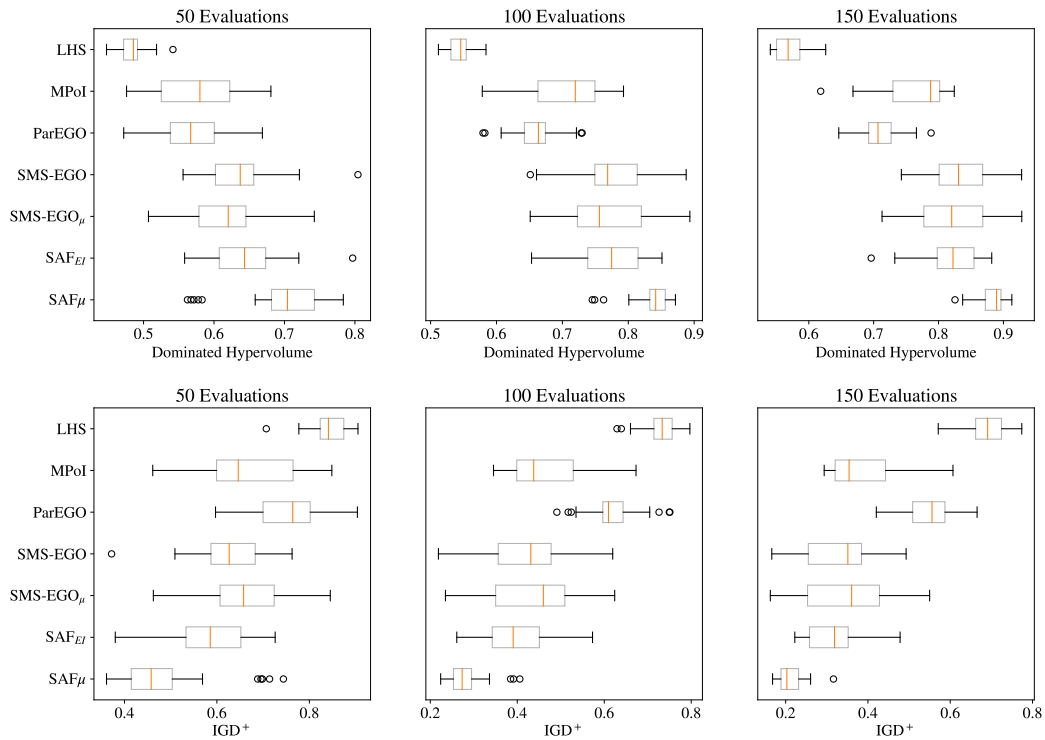 50 Evaluations
100 Evaluations
150 Evaluations
LHS
MPoI
ParEGO
SMS-EGO
SMS-EGO_μ
SAF_EI
SAFμ
0.5 0.6 0.7 0.8
0.5 0.6 0.7 0.8 0.9
0.6 0.7 0.8 0.9
Dominated Hypervolume
Dominated Hypervolume
Dominated Hypervolume
50 Evaluations
100 Evaluations
150 Evaluations
LHS
MPoI
ParEGO
SMS-EGO
SMS-EGO_μ
SAF_EI
SAFμ
0.4 0.6 0.8
0.2 0.4 0.6 0.8
0.2 0.4 0.6 0.8
IGD⁺
IGD⁺
IGD⁺